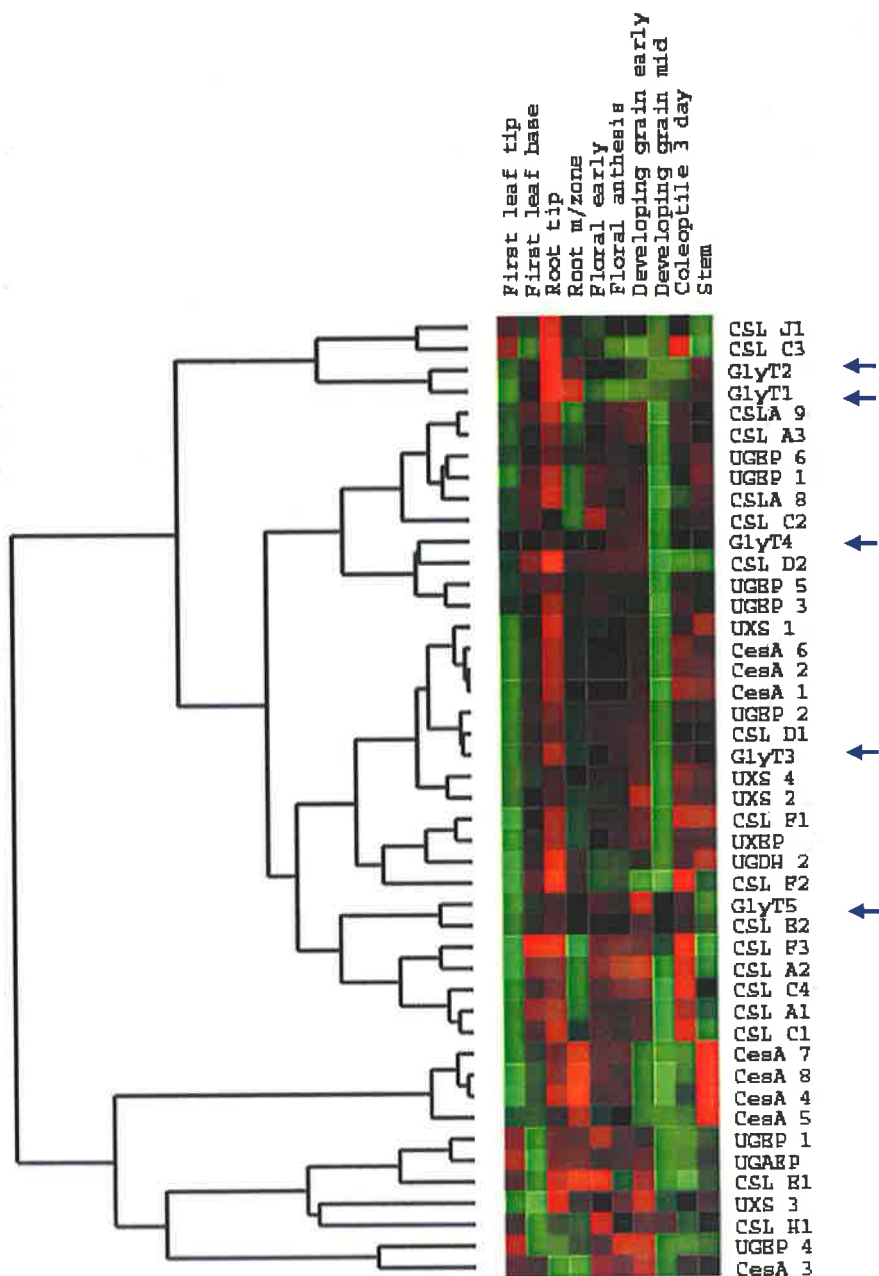 First leaf tip
First leaf base
Root tip
Root m/zone
Floral early
Floral anthesis
Developing grain early
Developing grain mid
Coleoptile 3 day
Stem
CSL J1
CSL C3
GlyT2
GlyT1
CSLA 9
CSL A3
UGEP 6
UGEP 1
CSLA 8
CSL C2
GlyT4
CSL D2
UGEP 5
UGEP 3
UXS 1
CesA 6
CesA 2
CesA 1
UGEP 2
CSL D1
GlyT3
UXS 4
UXS 2
CSL F1
UXEP
UGDH 2
CSL F2
GlyT5
CSL E2
CSL F3
CSL A2
CSL C4
CSL A1
CSL C1
CesA 7
CesA 8
CesA 4
CesA 5
UGEP 1
UGAEP
CSL E1
UXS 3
CSL H1
UGEP 4
CesA 3